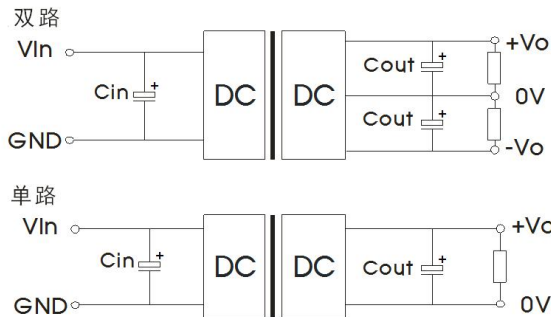 双路
VIn
+Vo
Cout +
Cin +
DC
DC
0V
Cout +
GND
-Vo
单路
VIn
+Vo
Cin +
DC
DC
Cout +
GND
0V